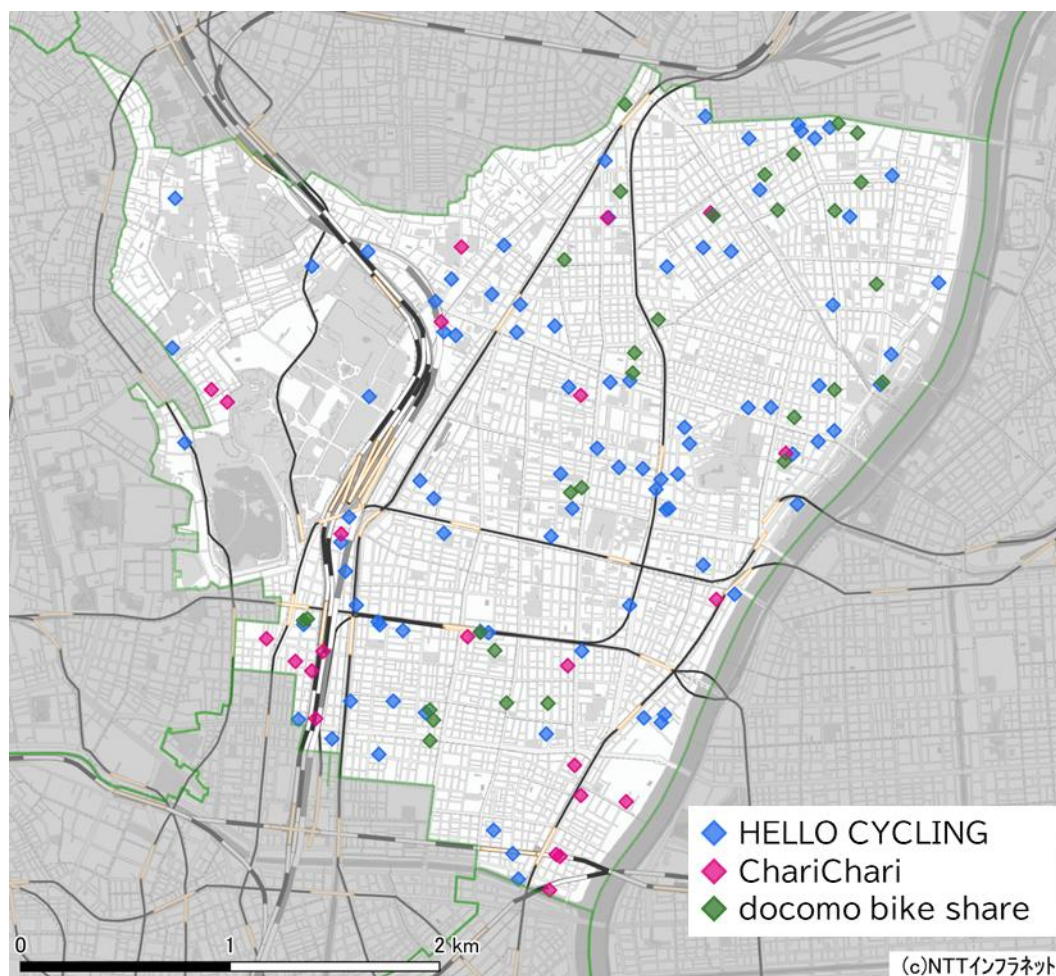 HELLO CYCLING
ChariChari
docomo bike share
0 1 2 km
(c)NTTインフラネット